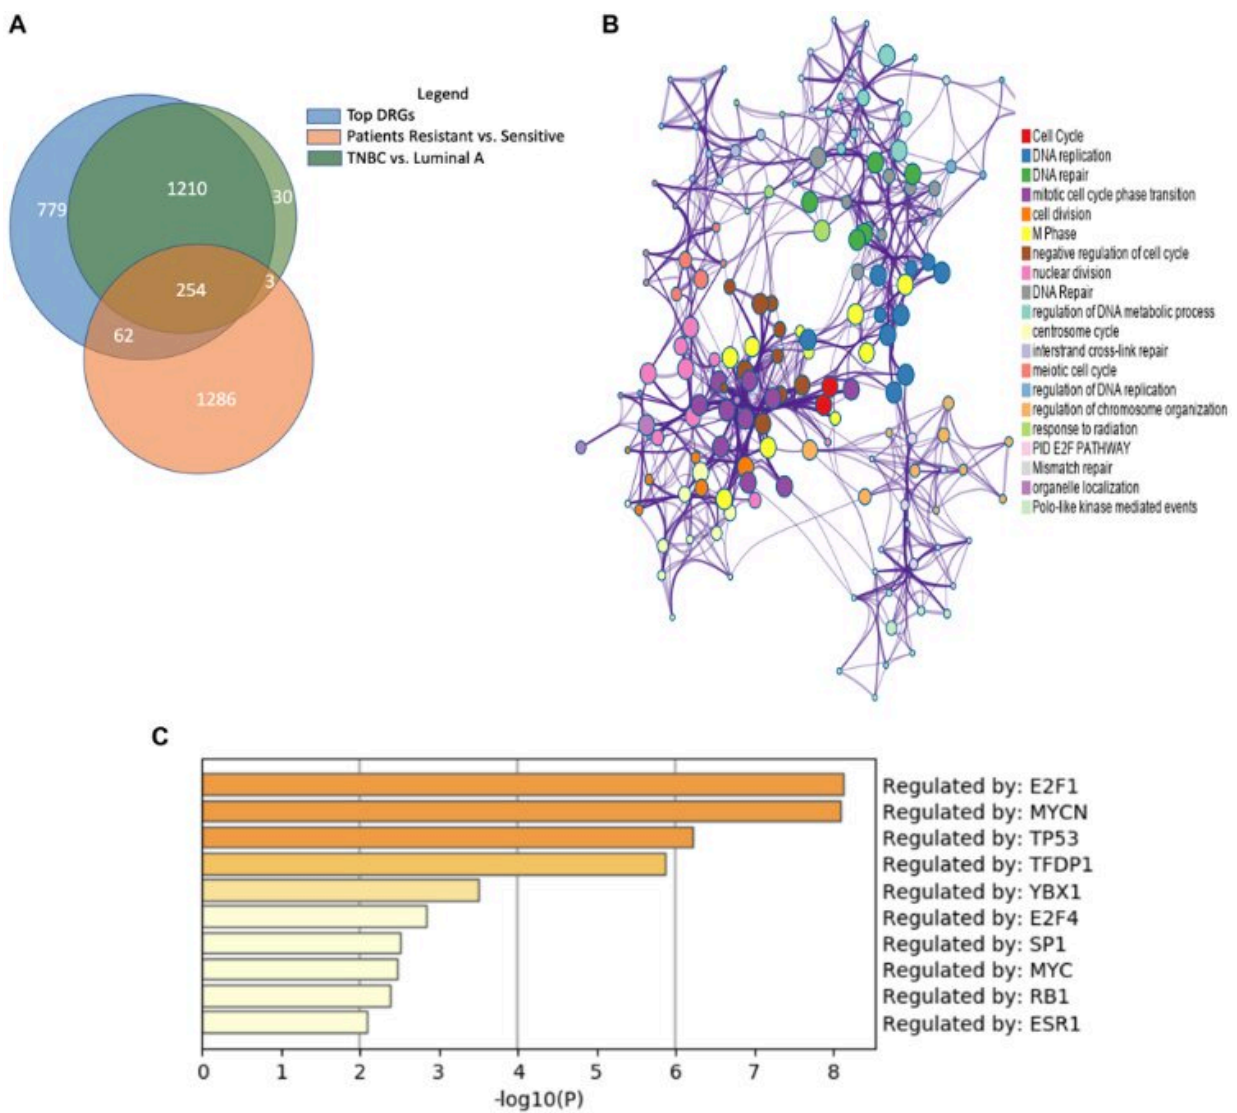 A
B
Legend
Top DRGs
Patients Resistant vs. Sensitive
TNBC vs. Luminal A
779
1210
30
254
3
62
1286
Cell Cycle
DNA replication
DNA repair
mitotic cell cycle phase transition
cell division
M Phase
negative regulation of cell cycle
nuclear division
DNA Repair
regulation of DNA metabolic process
centrosome cycle
interstrand cross-link repair
meiotic cell cycle
regulation of DNA replication
regulation of chromosome organization
response to radiation
PID E2F PATHWAY
Mismatch repair
organelle localization
Polo-like kinase mediated events
C
Regulated by: E2F1
Regulated by: MYCN
Regulated by: TP53
Regulated by: TFDP1
Regulated by: YBX1
Regulated by: E2F4
Regulated by: SP1
Regulated by: MYC
Regulated by: RB1
Regulated by: ESR1
0 1 2 3 4 5 6 7 8
-log10(P)